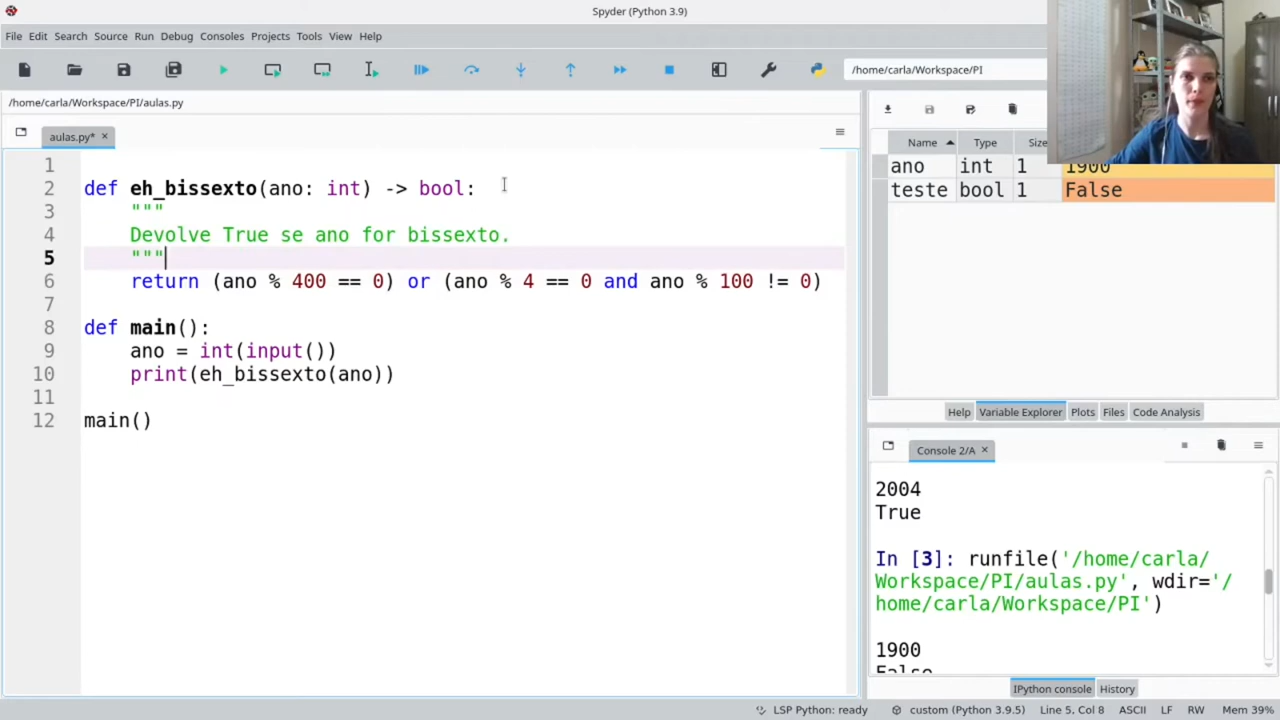 Spyder (Python 3.9)
File Edit Search Source Run Debug Consoles Projects Tools View Help
/home/carla/Workspace/PI
/home/carla/Workspace/PI/aulas.py
aulas.py*
1
2 def eh_bissexto(ano: int) -> bool:
3 """
4 Devolve True se ano for bissexto.
5 """
6 return (ano % 400 == 0) or (ano % 4 == 0 and ano % 100 != 0)
7
8 def main():
9 ano = int(input())
10 print(eh_bissexto(ano))
11
12 main()
Name Type Size
ano int 1 1900
teste bool 1 False
Help Variable Explorer Plots Files Code Analysis
Console 2/A
2004
True
In [3]: runfile('/home/carla/
Workspace/PI/aulas.py', wdir='/
home/carla/Workspace/PI')
1900
False
IPython console History
LSP Python: ready custom (Python 3.9.5) Line 5, Col 8 ASCII LF RW Mem 39%